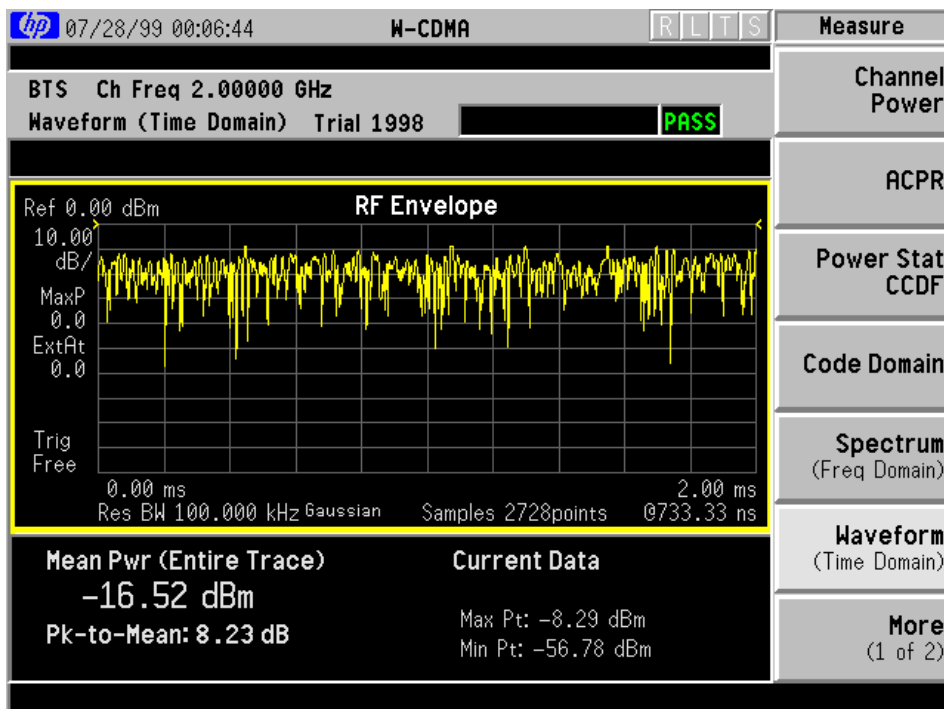 hp 07/28/99 00:06:44 W-CDMA R L T S Measure
BTS Ch Freq 2.00000 GHz
Waveform (Time Domain) Trial 1998 PASS
Ref 0.00 dBm RF Envelope
10.00
dB/
MaxP
0.0
ExtAt
0.0
Trig
Free
0.00 ms 2.00 ms
Res BW 100.000 kHz Gaussian Samples 2728points @733.33 ns
Mean Pwr (Entire Trace)
-16.52 dBm
Pk-to-Mean: 8.23 dB
Current Data
Max Pt: -8.29 dBm
Min Pt: -56.78 dBm
Channel
Power
ACPR
Power Stat
CCDF
Code Domain
Spectrum
(Freq Domain)
Waveform
(Time Domain)
More
(1 of 2)